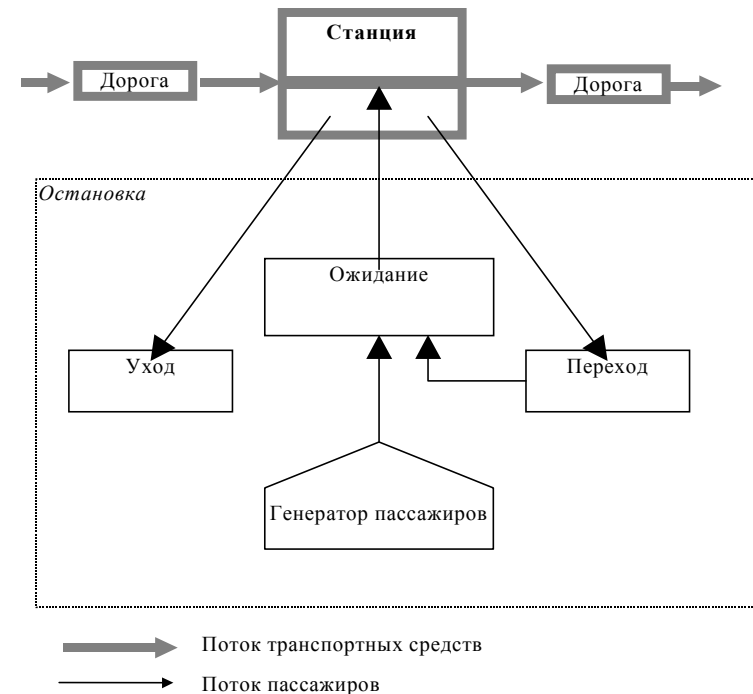 Станция
Дорога
Дорога
Остановка
Ожидание
Уход
Переход
Генератор пассажиров
Поток транспортных средств
Поток пассажиров